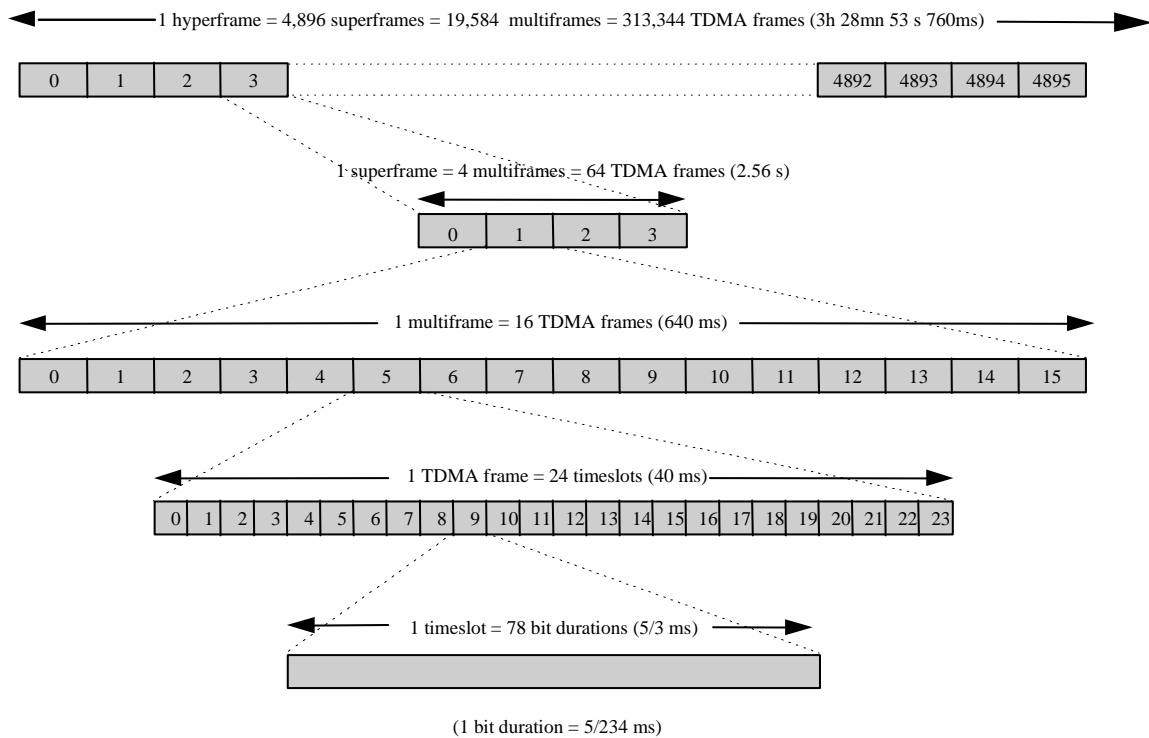 1 hyperframe = 4,896 superframes = 19,584 multiframes = 313,344 TDMA frames (3h 28mn 53 s 760ms)
0 1 2 3 4892 4893 4894 4895
1 superframe = 4 multiframes = 64 TDMA frames (2.56 s)
0 1 2 3
1 multiframe = 16 TDMA frames (640 ms)
0 1 2 3 4 5 6 7 8 9 10 11 12 13 14 15
1 TDMA frame = 24 timeslots (40 ms)
0 1 2 3 4 5 6 7 8 9 10 11 12 13 14 15 16 17 18 19 20 21 22 23
1 timeslot = 78 bit durations (5/3 ms)
(1 bit duration = 5/234 ms)